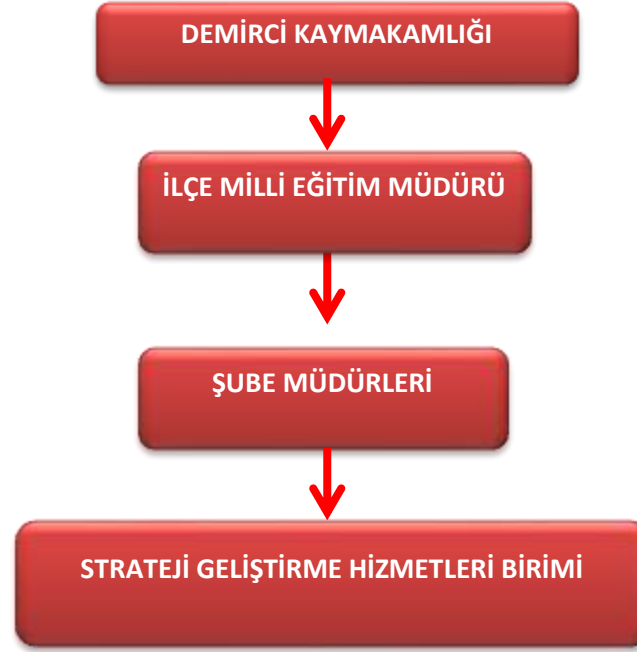 DEMİRCİ KAYMAKAMLIĞI
İLÇE MİLLİ EĞİTİM MÜDÜRÜ
ŞUBE MÜDÜRLERİ
STRATEJİ GELİŞTİRME HİZMETLERİ BİRİMİ